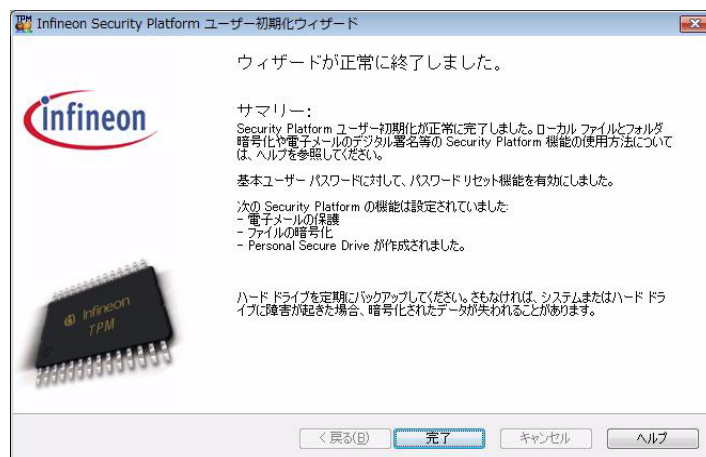 TPM
Infineon Security Platform ユーザー初期化ウィザード
ウィザードが正常に終了しました。
infineon
サマリー:
Security Platform ユーザー初期化が正常に完了しました。ローカル ファイルとフォルダ
暗号化や電子メールのデジタル署名等の Security Platform 機能の使用方法について
は、ヘルプを参照してください。
基本ユーザー パスワードに対して、パスワード リセット機能を有効にしました。
次の Security Platform の機能は設定されていました:
- 電子メールの保護
- ファイルの暗号化
- Personal Secure Drive が作成されました。
infineon
TPM
ハード ドライブを定期にバックアップしてください。さもなければ、システムまたはハード ドラ
イブに障害が起きた場合、暗号化されたデータが失われることがあります。
< 戻る(B)
完了
キャンセル
ヘルプ